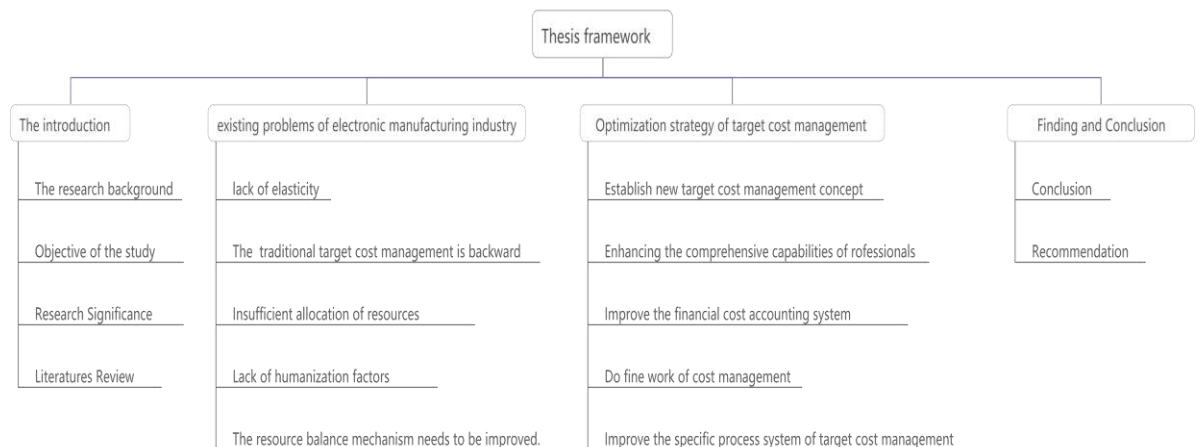 Thesis framework
The introduction
The research background
Objective of the study
Research Significance
Literatures Review
existing problems of electronic manufacturing industry
lack of elasticity
The traditional target cost management is backward
Insufficient allocation of resources
Lack of humanization factors
The resource balance mechanism needs to be improved.
Optimization strategy of target cost management
Establish new target cost management concept
Enhancing the comprehensive capabilities of rofessionals
Improve the financial cost accounting system
Do fine work of cost management
Improve the specific process system of target cost management
Finding and Conclusion
Conclusion
Recommendation